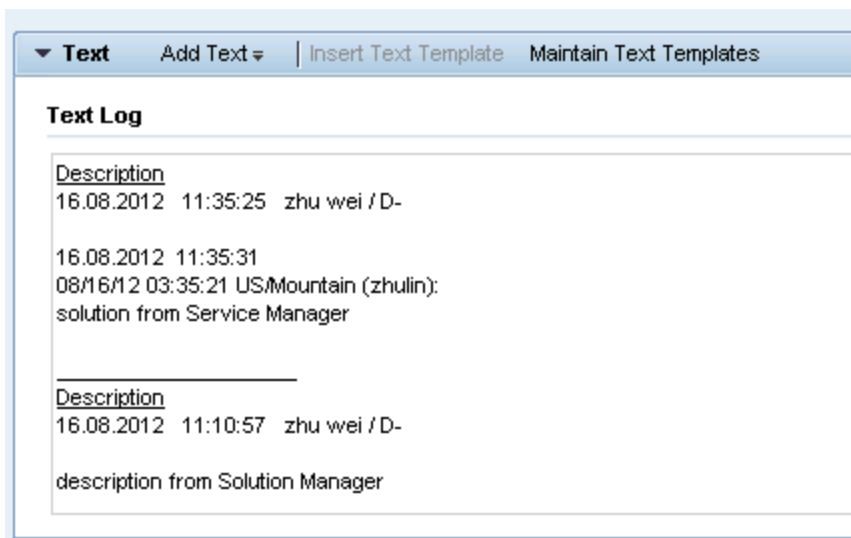 Text Add Text Insert Text Template Maintain Text Templates
Text Log
Description
16.08.2012 11:35:25 zhu wei / D-
16.08.2012 11:35:31
08/16/12 03:35:21 US/Mountain (zhulin):
solution from Service Manager
Description
16.08.2012 11:10:57 zhu wei / D-
description from Solution Manager